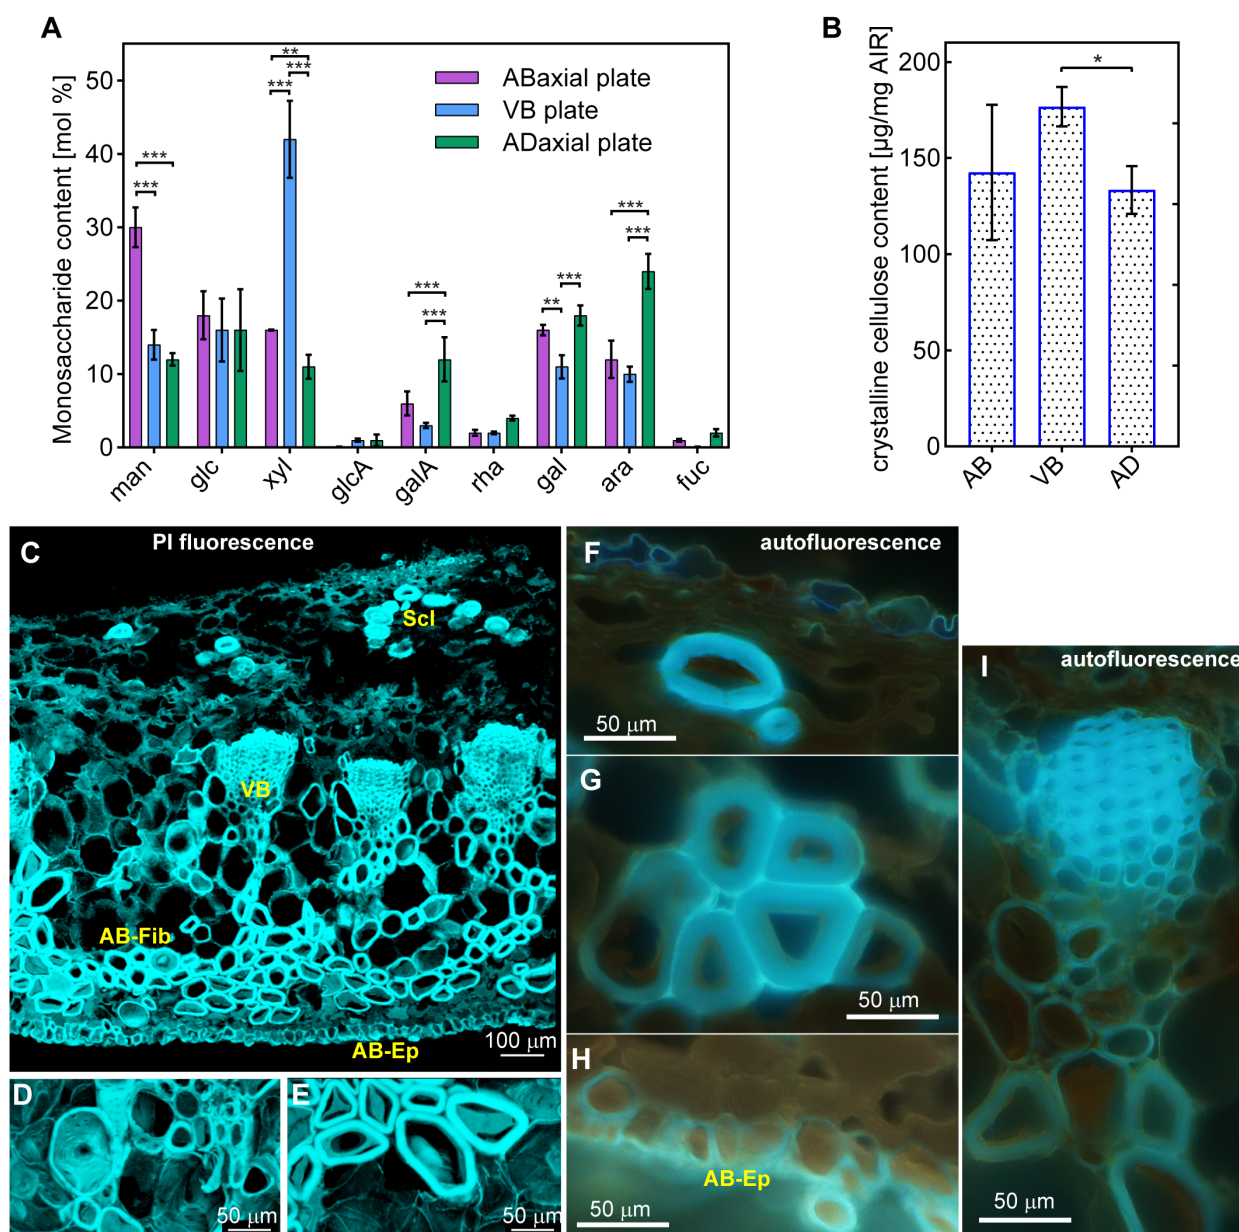 A
Monosaccharide content [mol %]
50
40
30
20
10
0
ABaxial plate
VB plate
ADaxial plate
*** ***
*** *** **
*** ***
** ***
*** ***
man glc xyl glcA galA rha gal ara fuc
B
crystalline cellulose content [µg/mg AIR]
200
150
100
50
0
*
AB VB AD
C PI fluorescence
Scl
VB
AB-Fib
AB-Ep
100 µm
D
50 µm
E
50 µm
F autofluorescence
50 µm
G
50 µm
H
AB-Ep
50 µm
I autofluorescence
50 µm